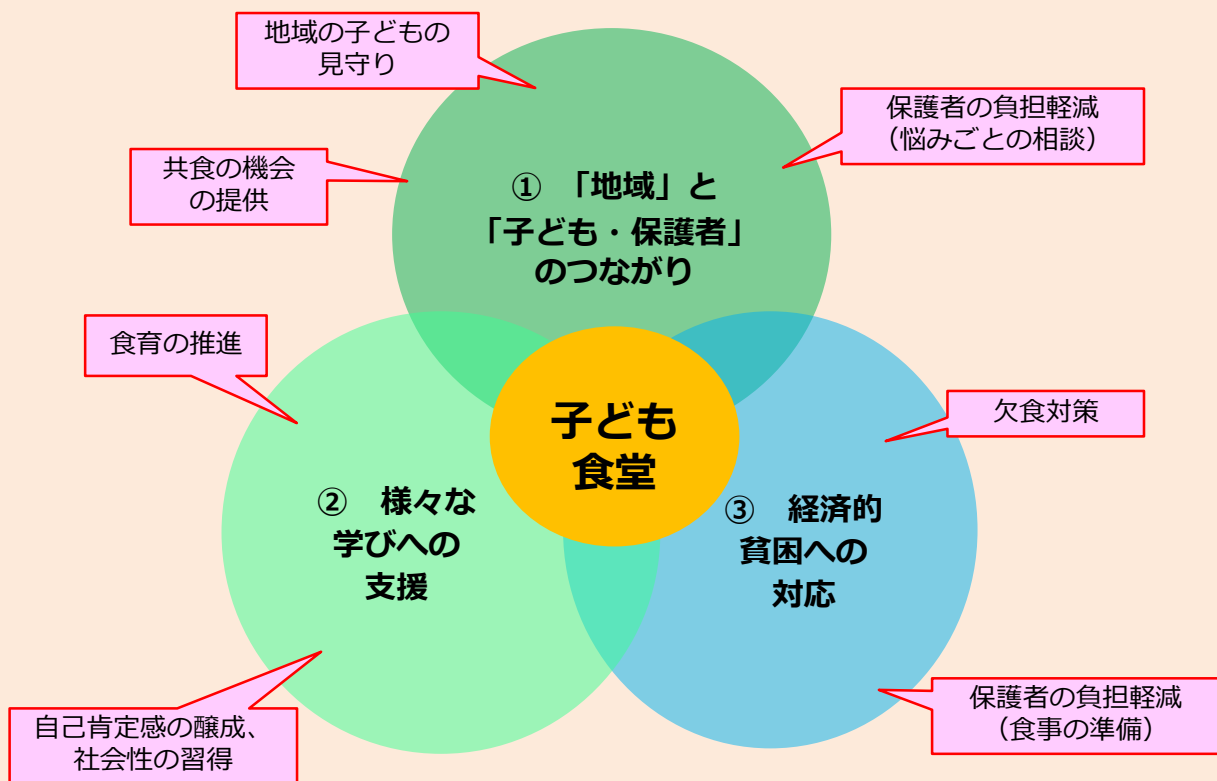 地域の子どもの
見守り
保護者の負担軽減
（悩みごとの相談）
共食の機会
の提供
① 「地域」と
「子ども・保護者」
のつながり
食育の推進
欠食対策
子ども
食堂
② 様々な
学びへの
支援
③ 経済的
貧困への
対応
自己肯定感の醸成、
社会性の習得
保護者の負担軽減
（食事の準備）